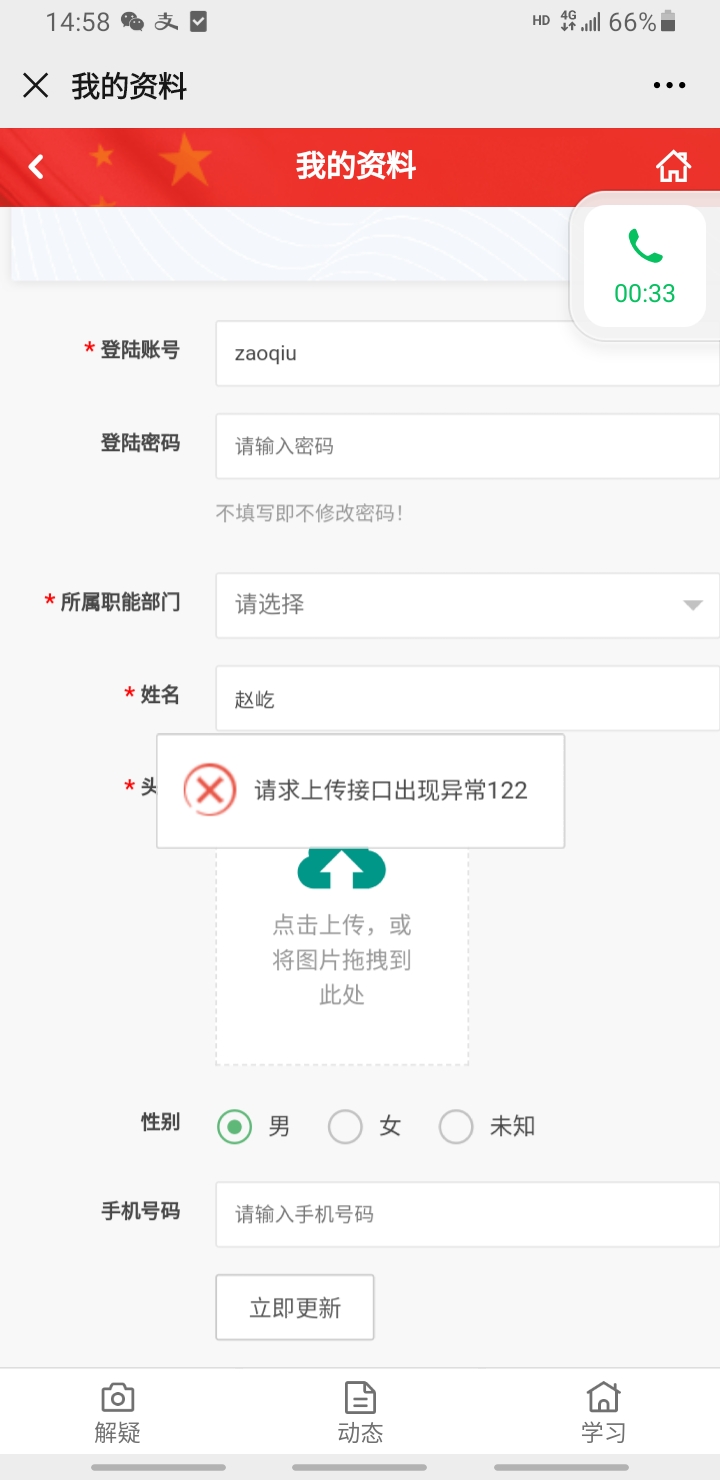 14:58 支 HD 4G 66%
我的资料
我的资料
00:33
* 登陆账号 zaoqiu
登陆密码 请输入密码
不填写即不修改密码！
* 所属职能部门 请选择
* 姓名 赵屹
* 头
请求上传接口出现异常122
点击上传，或
将图片拖拽到
此处
性别 男 女 未知
手机号码 请输入手机号码
立即更新
解疑 动态 学习